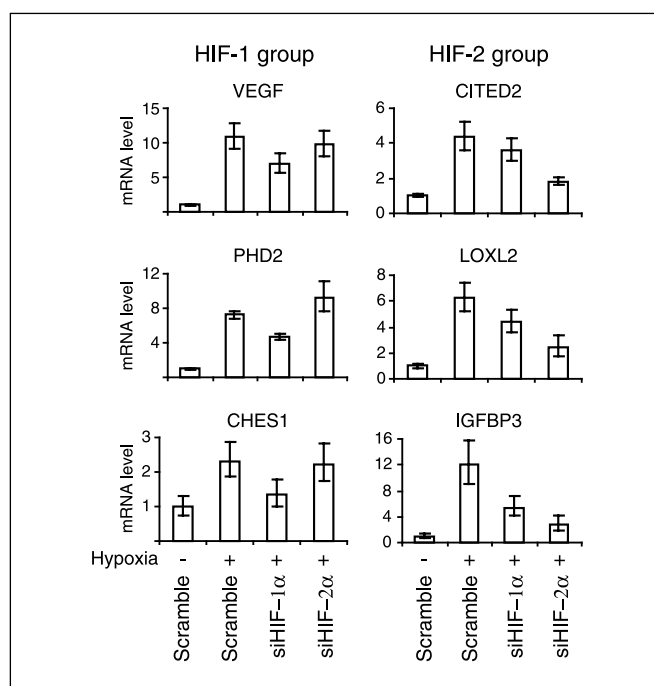 HIF-1 group HIF-2 group
VEGF CITED2
mRNA level
15
10
5
6
4
2
0
PHD2 LOXL2
mRNA level
12
8
4
8
6
4
2
0
CHES1 IGFBP3
mRNA level
3
2
1
16
12
8
4
0
Hypoxia - + + + - + + +
Scramble Scramble siHIF-1α siHIF-2α Scramble Scramble siHIF-1α siHIF-2α